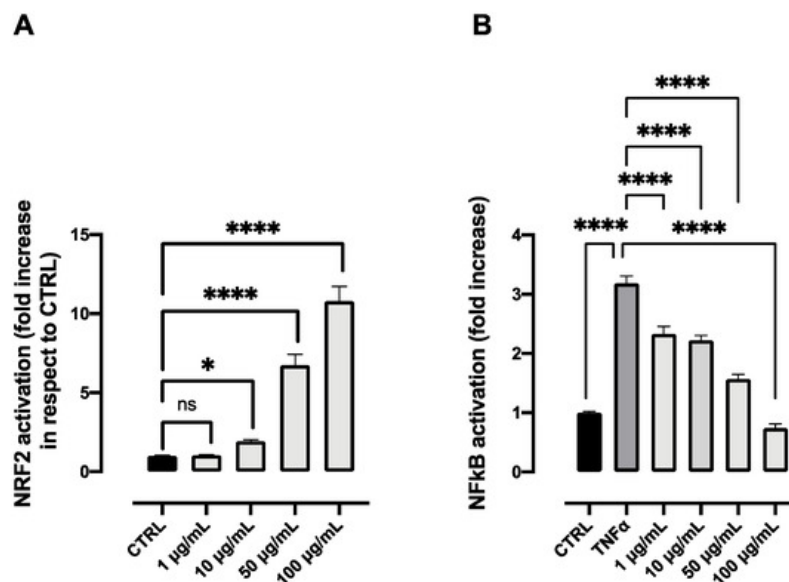 A
NRF2 activation (fold increase
in respect to CTRL)
15
10
5
0
****
****
*
ns
CTRL
1 µg/mL
10 µg/mL
50 µg/mL
100 µg/mL
B
NFkB activation (fold increase)
4
3
2
1
0
****
****
****
****
****
CTRL
TNFα
1 µg/mL
10 µg/mL
50 µg/mL
100 µg/mL